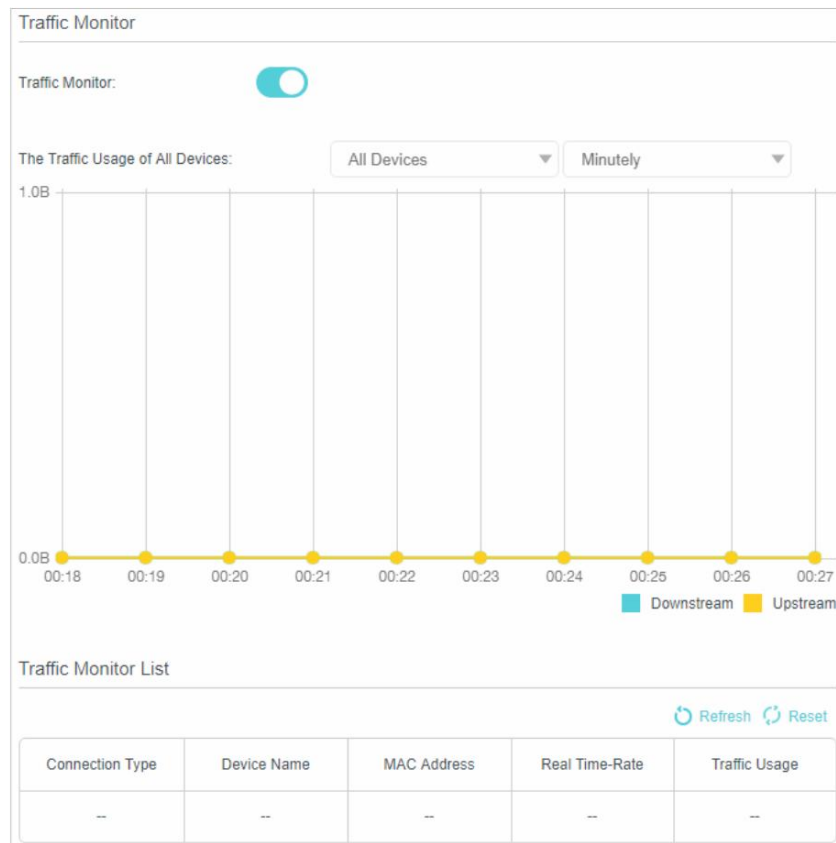 Traffic Monitor
Traffic Monitor:
The Traffic Usage of All Devices: All Devices Minutely
1.0B
0.0B
00:18 00:19 00:20 00:21 00:22 00:23 00:24 00:25 00:26 00:27
Downstream Upstream
Traffic Monitor List
Refresh Reset
Connection Type Device Name MAC Address Real Time-Rate Traffic Usage
-- -- -- -- --